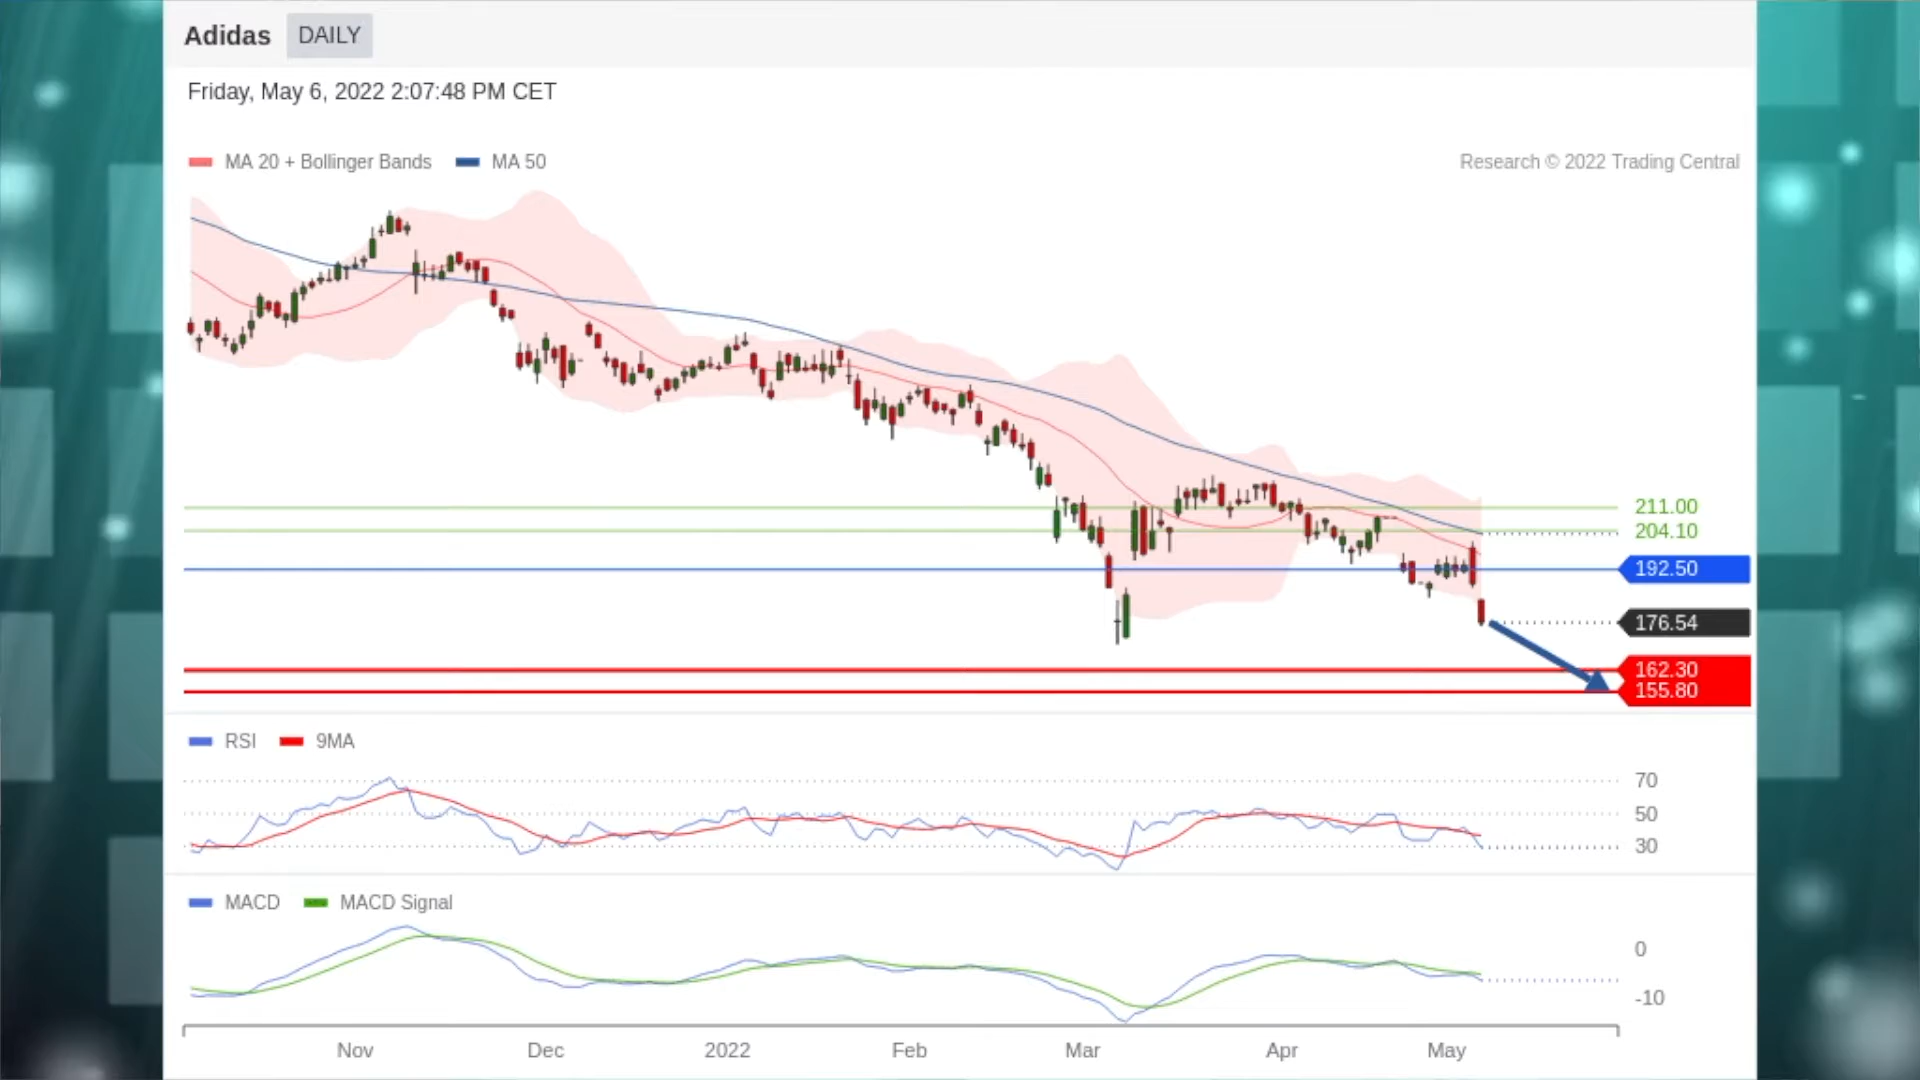 Adidas DAILY
Friday, May 6, 2022 2:07:48 PM CET
MA 20 + Bollinger Bands MA 50 Research © 2022 Trading Central
211.00
204.10
192.50
176.54
162.30
155.80
RSI 9MA
70
50
30
MACD MACD Signal
0
-10
Nov Dec 2022 Feb Mar Apr May